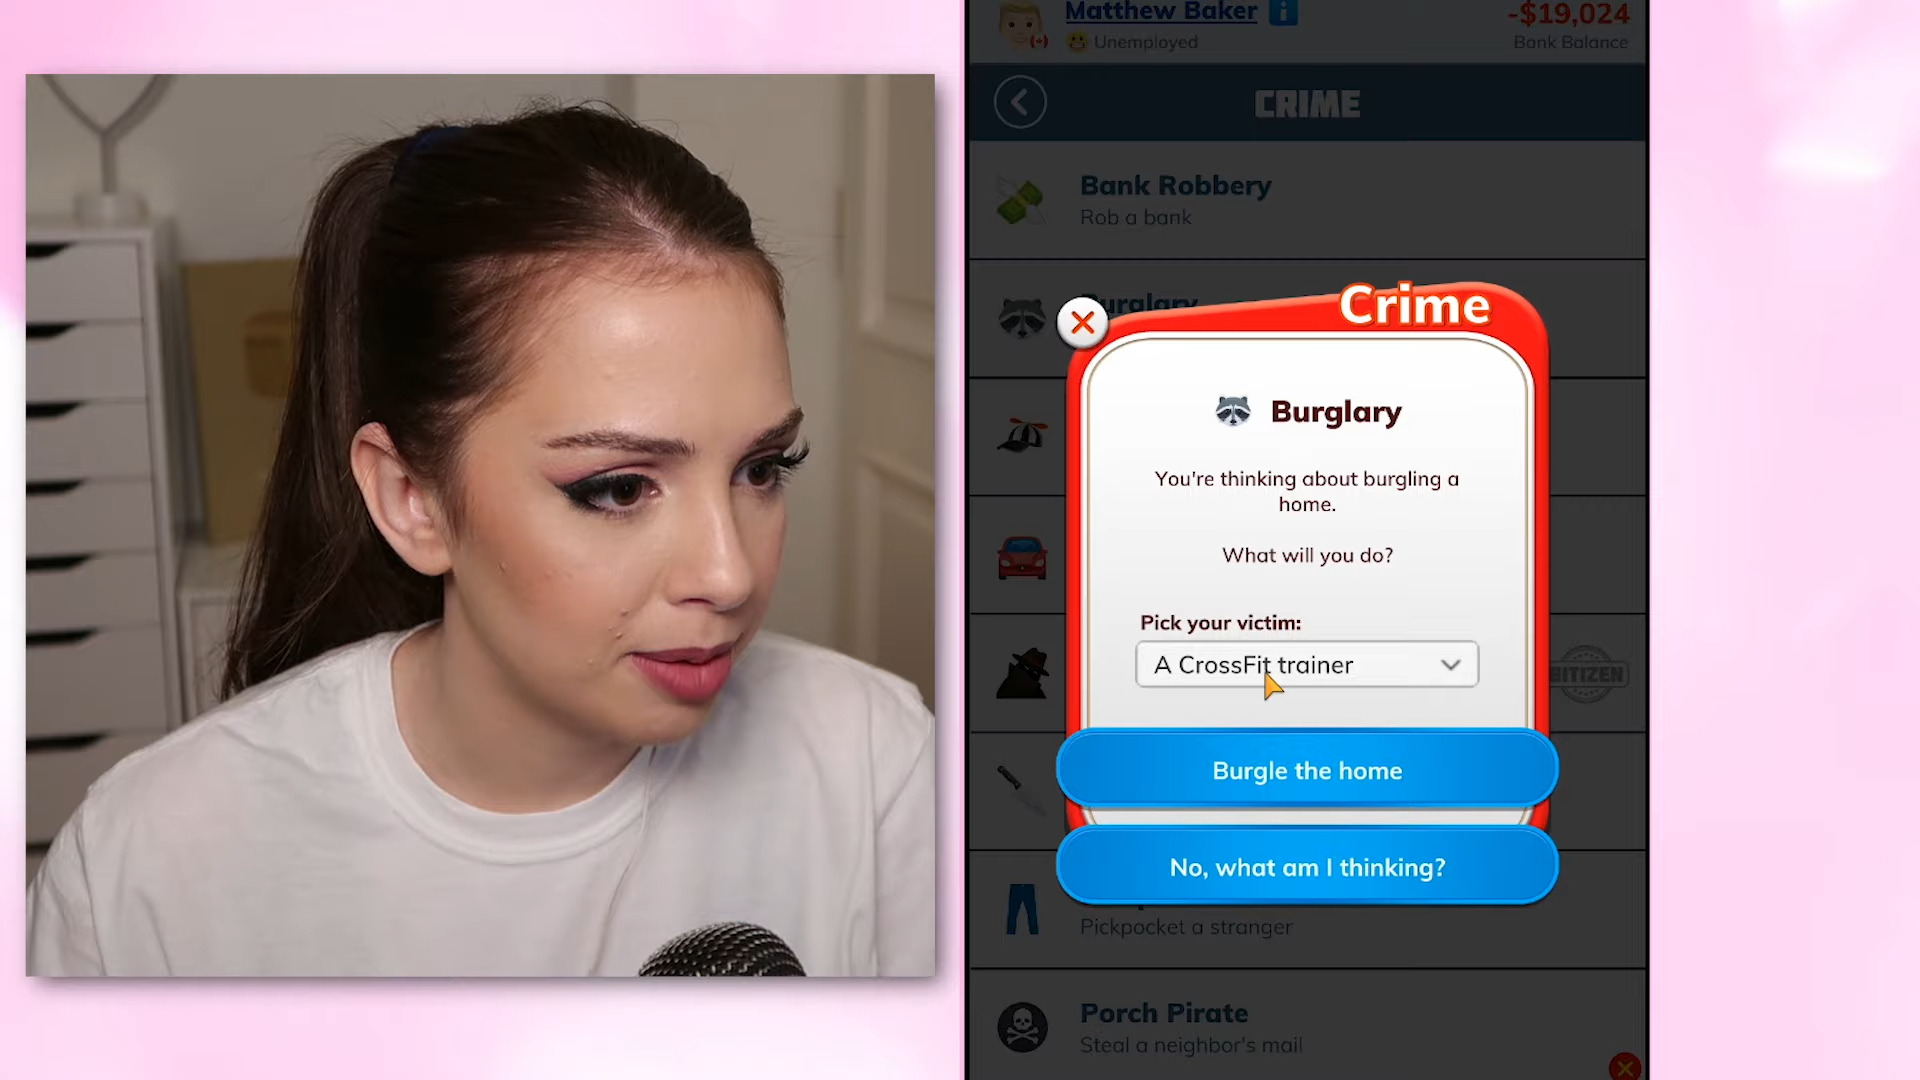 Matthew Baker
-$19,024
Unemployed
Bank Balance
CRIME
Bank Robbery
Rob a bank
Burglary
Crime
Burglary
You're thinking about burgling a
home.
What will you do?
Pick your victim:
A CrossFit trainer
BITIZEN
Burgle the home
No, what am I thinking?
Pickpocket a stranger
Porch Pirate
Steal a neighbor's mail